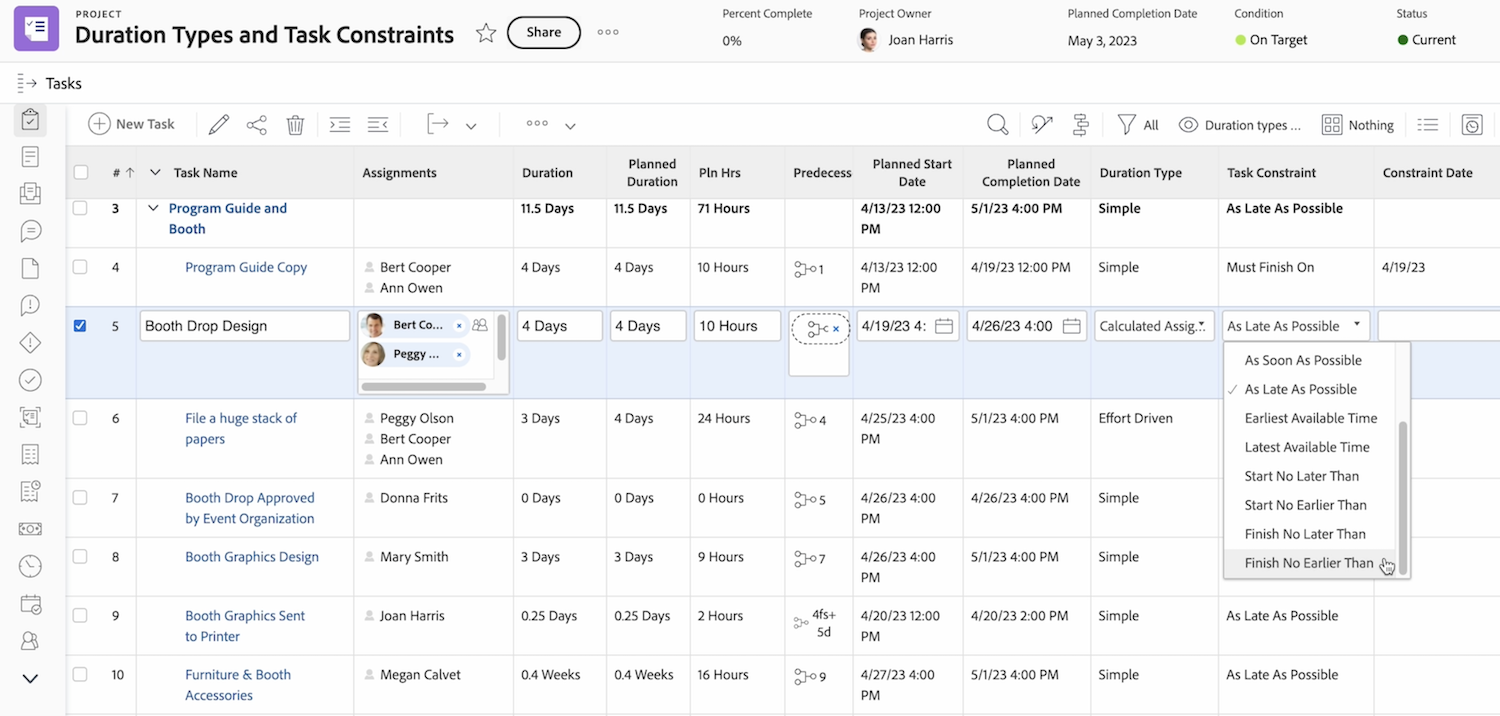 PROJECT
Duration Types and Task Constraints
Share
Percent Complete
0%
Project Owner
Joan Harris
Planned Completion Date
May 3, 2023
Condition
On Target
Status
Current
Tasks
New Task
All
Duration types ...
Nothing
# ↑ Task Name Assignments Duration Planned Duration Pln Hrs Predecess Planned Start Date Planned Completion Date Duration Type Task Constraint Constraint Date
3 Program Guide and 11.5 Days 11.5 Days 71 Hours 4/13/23 12:00 5/1/23 4:00 PM Simple As Late As Possible
Booth PM
4 Program Guide Copy Bert Cooper 4 Days 4 Days 10 Hours 1 4/13/23 12:00 4/19/23 12:00 PM Simple Must Finish On 4/19/23
Ann Owen PM
5 Booth Drop Design Bert Co... × 4 Days 4 Days 10 Hours × 4/19/23 4: 4/26/23 4:00 Calculated Assig. As Late As Possible
Peggy ... ×
As Soon As Possible
✓ As Late As Possible
Earliest Available Time
Latest Available Time
Start No Later Than
Start No Earlier Than
Finish No Later Than
Finish No Earlier Than
6 File a huge stack of Peggy Olson 3 Days 4 Days 24 Hours 4 4/25/23 4:00 5/1/23 4:00 PM Effort Driven
papers Bert Cooper PM
Ann Owen
7 Booth Drop Approved Donna Frits 0 Days 0 Days 0 Hours 5 4/26/23 4:00 4/26/23 4:00 PM Simple
by Event Organization PM
8 Booth Graphics Design Mary Smith 3 Days 3 Days 9 Hours 7 4/26/23 4:00 5/1/23 4:00 PM Simple
PM
9 Booth Graphics Sent Joan Harris 0.25 Days 0.25 Days 2 Hours 4fs+ 4/20/23 12:00 4/20/23 2:00 PM Simple As Late As Possible
to Printer 5d PM
10 Furniture & Booth Megan Calvet 0.4 Weeks 0.4 Weeks 16 Hours 9 4/27/23 4:00 5/1/23 4:00 PM Simple As Late As Possible
Accessories PM